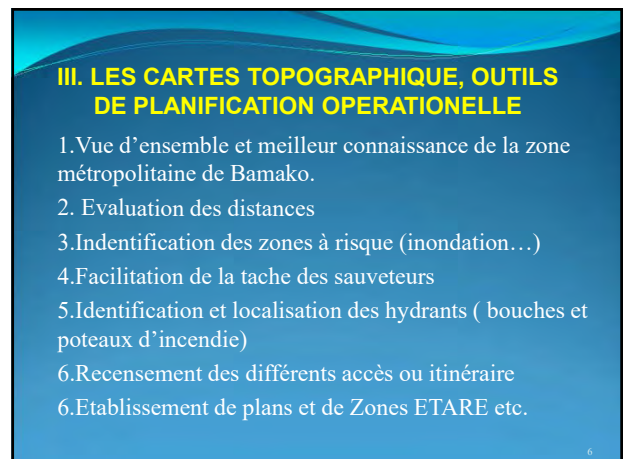 III. LES CARTES TOPOGRAPHIQUE, OUTILS
DE PLANIFICATION OPERATIONELLE
1.Vue d’ensemble et meilleur connaissance de la zone
métropolitaine de Bamako.
2. Evaluation des distances
3.Indentification des zones à risque (inondation…)
4.Facilitation de la tache des sauveteurs
5.Identification et localisation des hydrants ( bouches et
poteaux d’incendie)
6.Recensement des différents accès ou itinéraire
6.Etablissement de plans et de Zones ETARE etc.
6